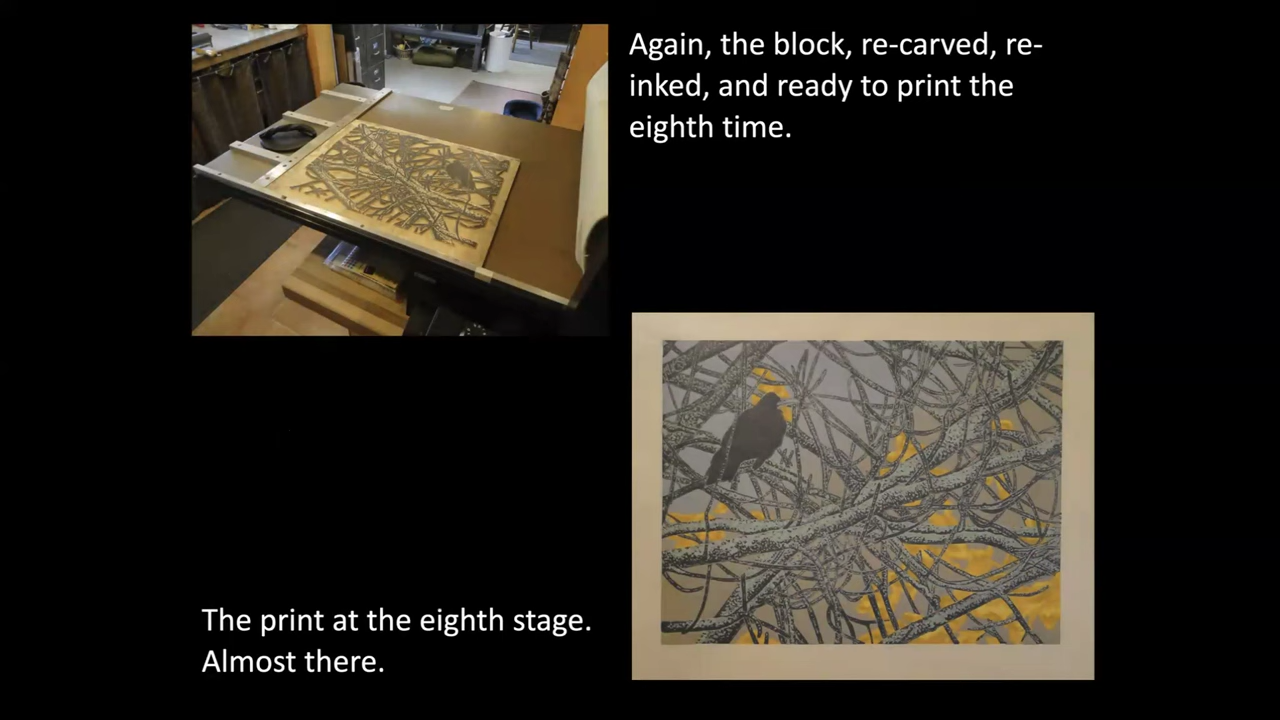 Again, the block, re-carved, re-
inked, and ready to print the
eighth time.
The print at the eighth stage.
Almost there.